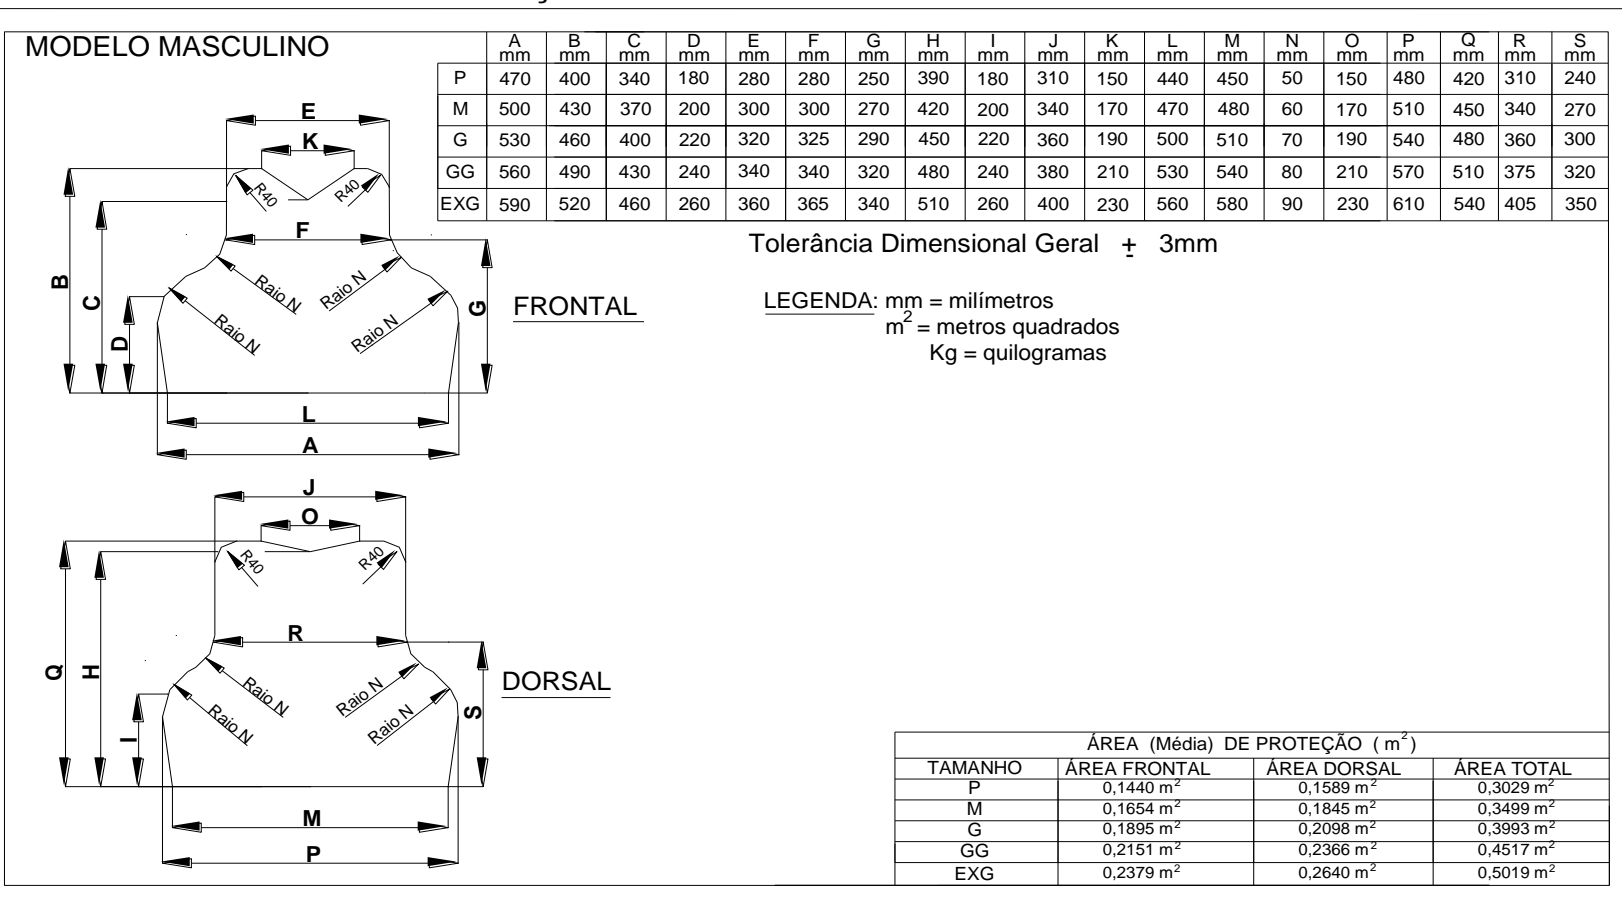 MODELO MASCULINO
A B C D E F G H I J K L M N O P Q R S
mm mm mm mm mm mm mm mm mm mm mm mm mm mm mm mm mm mm mm
P 470 400 340 180 280 280 250 390 180 310 150 440 450 50 150 480 420 310 240
M 500 430 370 200 300 300 270 420 200 340 170 470 480 60 170 510 450 340 270
G 530 460 400 220 320 325 290 450 220 360 190 500 510 70 190 540 480 360 300
GG 560 490 430 240 340 340 320 480 240 380 210 530 540 80 210 570 510 375 320
EXG 590 520 460 260 360 365 340 510 260 400 230 560 580 90 230 610 540 405 350
Tolerância Dimensional Geral ± 3mm
LEGENDA: mm = milímetros
m² = metros quadrados
Kg = quilogramas
E
K
R40 R40
F
B C D G
Raio N Raio N
Raio N Raio N
FRONTAL
L
A
J
O
R40 R40
R
Q H I S
Raio N Raio N
Raio N Raio N
DORSAL
M
P
ÁREA (Média) DE PROTEÇÃO ( m²)
TAMANHO ÁREA FRONTAL ÁREA DORSAL ÁREA TOTAL
P 0,1440 m² 0,1589 m² 0,3029 m²
M 0,1654 m² 0,1845 m² 0,3499 m²
G 0,1895 m² 0,2098 m² 0,3993 m²
GG 0,2151 m² 0,2366 m² 0,4517 m²
EXG 0,2379 m² 0,2640 m² 0,5019 m²